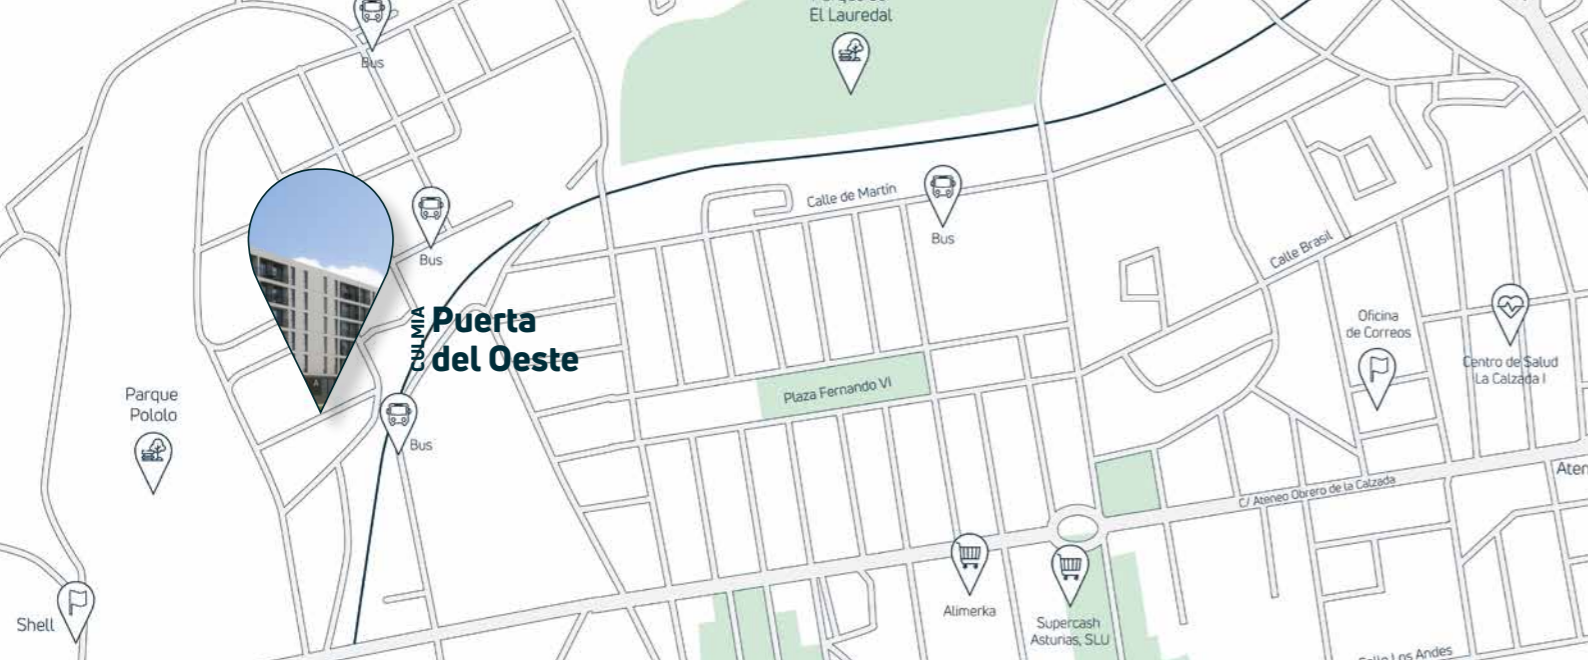 El Lauredal
Bus
Bus
Calle de Martín
Bus
Calle Brasil
CULMIA
Puerta
del Oeste
Oficina
de Correos
Centro de Salud
La Calzada I
Plaza Fernando VI
Parque
Pololo
Bus
C/ Ateneo Obrero de la Calzada
Alimerka
Supercash
Asturias, SLU
Shell
Los Andes